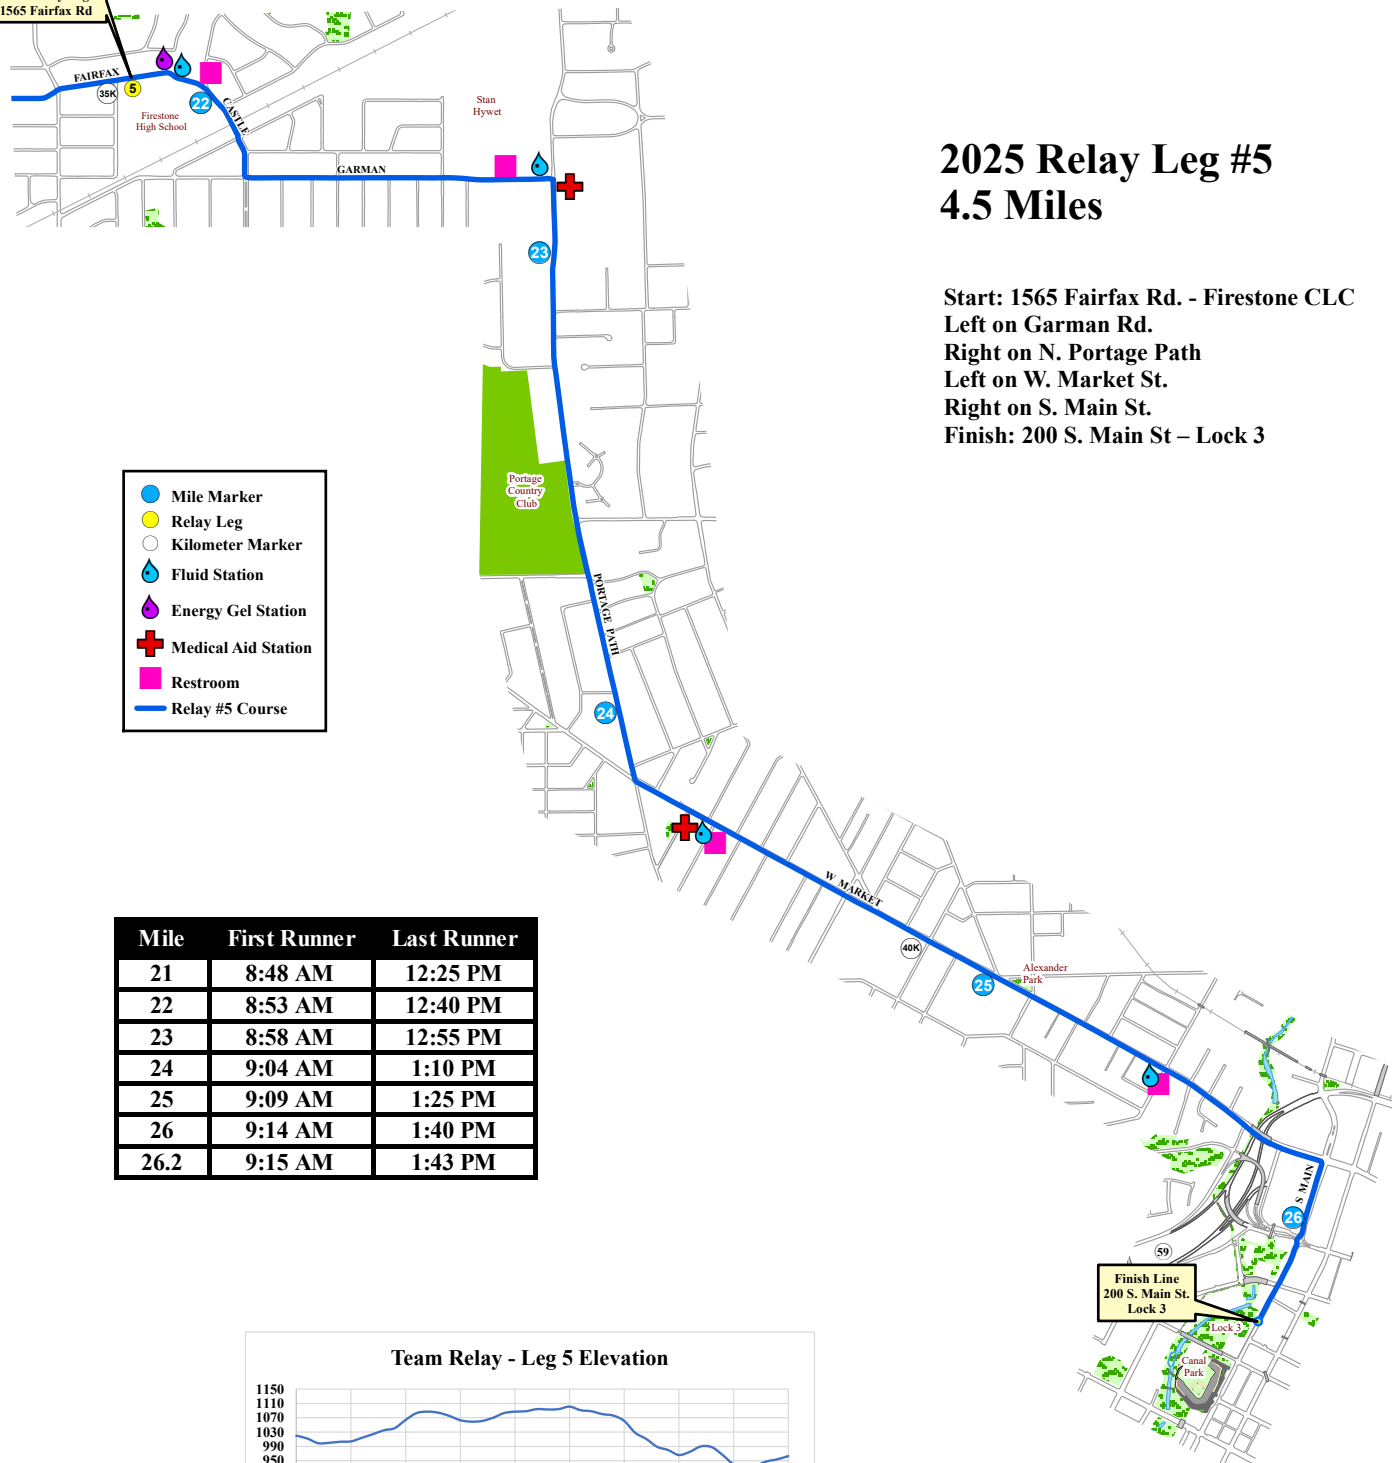 1565 Fairfax Rd
FAIRFAX
35K
5
22
CASTLE
Firestone
High School
GARMAN
Stan
Hywet
23
2025 Relay Leg #5
4.5 Miles
Start: 1565 Fairfax Rd. - Firestone CLC
Left on Garman Rd.
Right on N. Portage Path
Left on W. Market St.
Right on S. Main St.
Finish: 200 S. Main St – Lock 3
Portage
Country
Club
PORTAGE PATH
24
Mile Marker
Relay Leg
Kilometer Marker
Fluid Station
Energy Gel Station
Medical Aid Station
Restroom
Relay #5 Course
W MARKET
40K
25
Alexander
Park
S MAIN
26
59
Finish Line
200 S. Main St.
Lock 3
Lock 3
Canal
Park
Mile First Runner Last Runner
21 8:48 AM 12:25 PM
22 8:53 AM 12:40 PM
23 8:58 AM 12:55 PM
24 9:04 AM 1:10 PM
25 9:09 AM 1:25 PM
26 9:14 AM 1:40 PM
26.2 9:15 AM 1:43 PM
Team Relay - Leg 5 Elevation
1150
1110
1070
1030
990
950